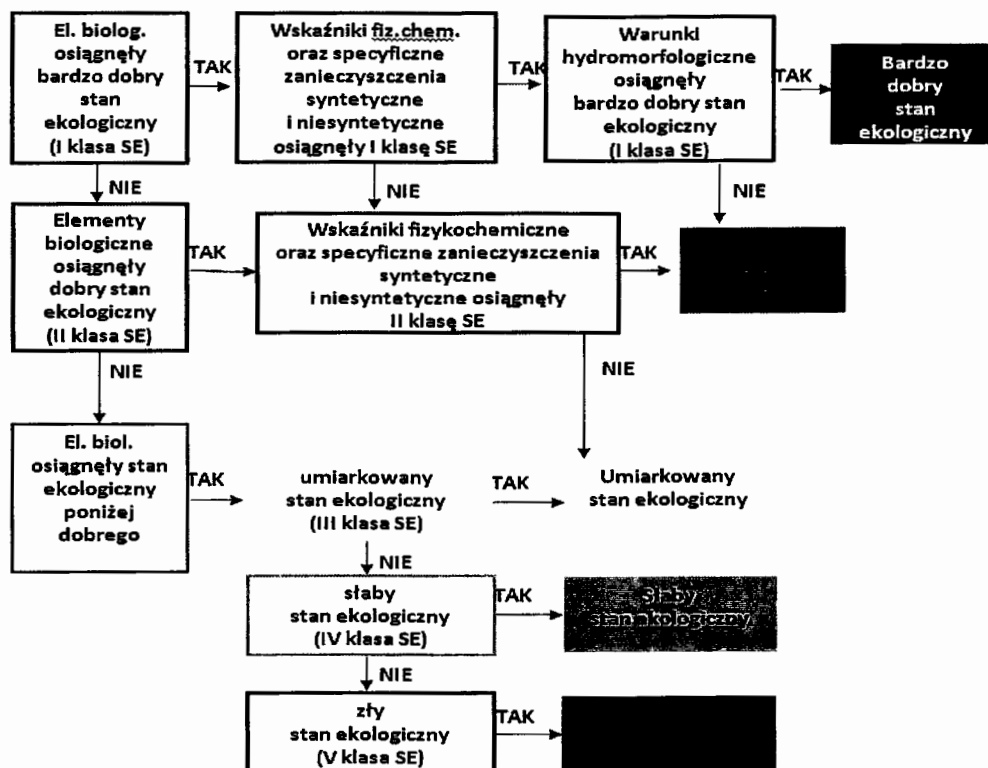 El. biolog.
osiągnęły
bardzo dobry
stan
ekologiczny
(I klasa SE)
TAK
Wskaźniki fiz.chem.
oraz specyficzne
zanieczyszczenia
syntetyczne
i niesyntetyczne
osiągnęły I klasę SE
TAK
Warunki
hydromorfologiczne
osiągnęły
bardzo dobry stan
ekologiczny
(I klasa SE)
TAK
Bardzo
dobry
stan
ekologiczny
NIE
NIE
NIE
Elementy
biologiczne
osiągnęły
dobry stan
ekologiczny
(II klasa SE)
TAK
Wskaźniki fizykochemiczne
oraz specyficzne zanieczyszczenia
syntetyczne
i niesyntetyczne osiągnęły
II klasę SE
TAK
NIE
NIE
El. biol.
osiągnęły stan
ekologiczny
poniżej
dobrego
TAK
umiarkowany
stan ekologiczny
(III klasa SE)
TAK
Umiarkowany
stan ekologiczny
NIE
słaby
stan ekologiczny
(IV klasa SE)
TAK
Słaby
stan ekologiczny
NIE
zły
stan ekologiczny
(V klasa SE)
TAK